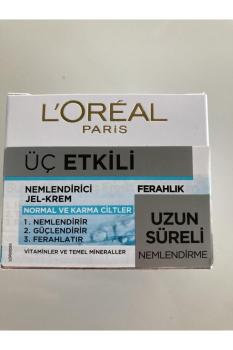 L'ORÉAL
PARIS
ÜÇ ETKİLİ
NEMLENDİRİCİ
JEL-KREM
FERAHLIK
NORMAL VE KARMA CİLTLER
1. NEMLENDİRİR
2. GÜÇLENDİRİR
3. FERAHLATIR
UZUN
SÜRELİ
NEMLENDİRME
VİTAMİNLER VE TEMEL MİNERALLER